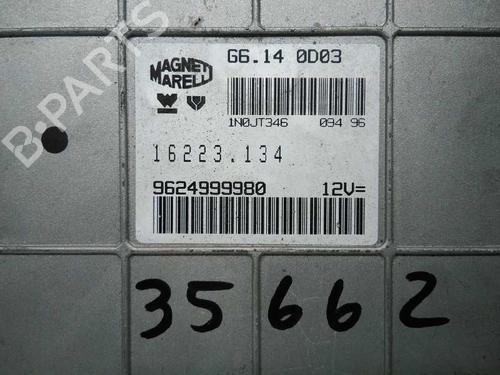 MAGNETI
MARELLI
G6.14 0D03
1N0JT346 094 96
16223.134
9624999980 12V=
35662
B-PARTS